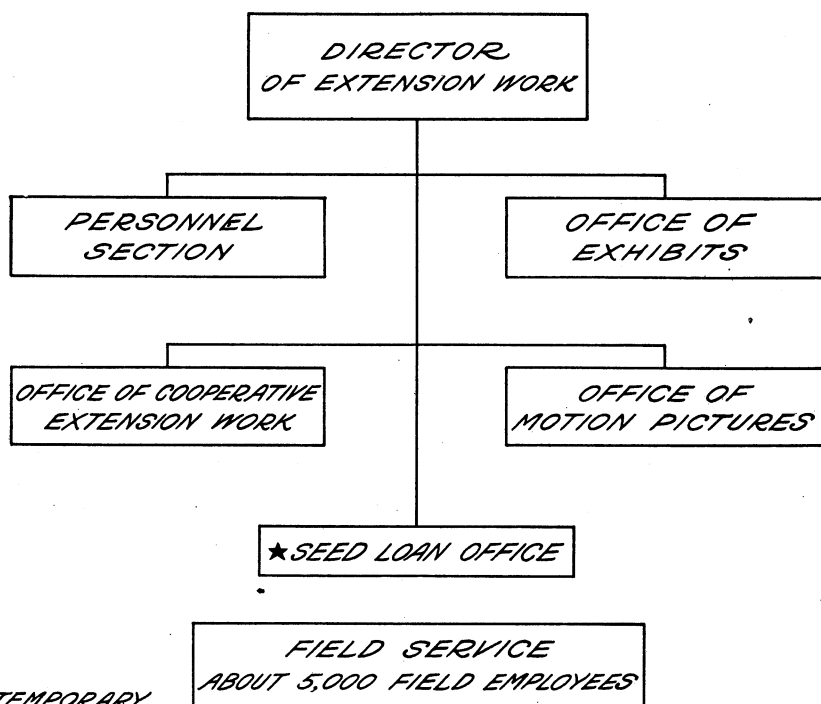 DIRECTOR
OF EXTENSION WORK
PERSONNEL
SECTION
OFFICE OF
EXHIBITS
OFFICE OF COOPERATIVE
EXTENSION WORK
OFFICE OF
MOTION PICTURES
★SEED LOAN OFFICE
FIELD SERVICE
ABOUT 5,000 FIELD EMPLOYEES
TEMPORARY